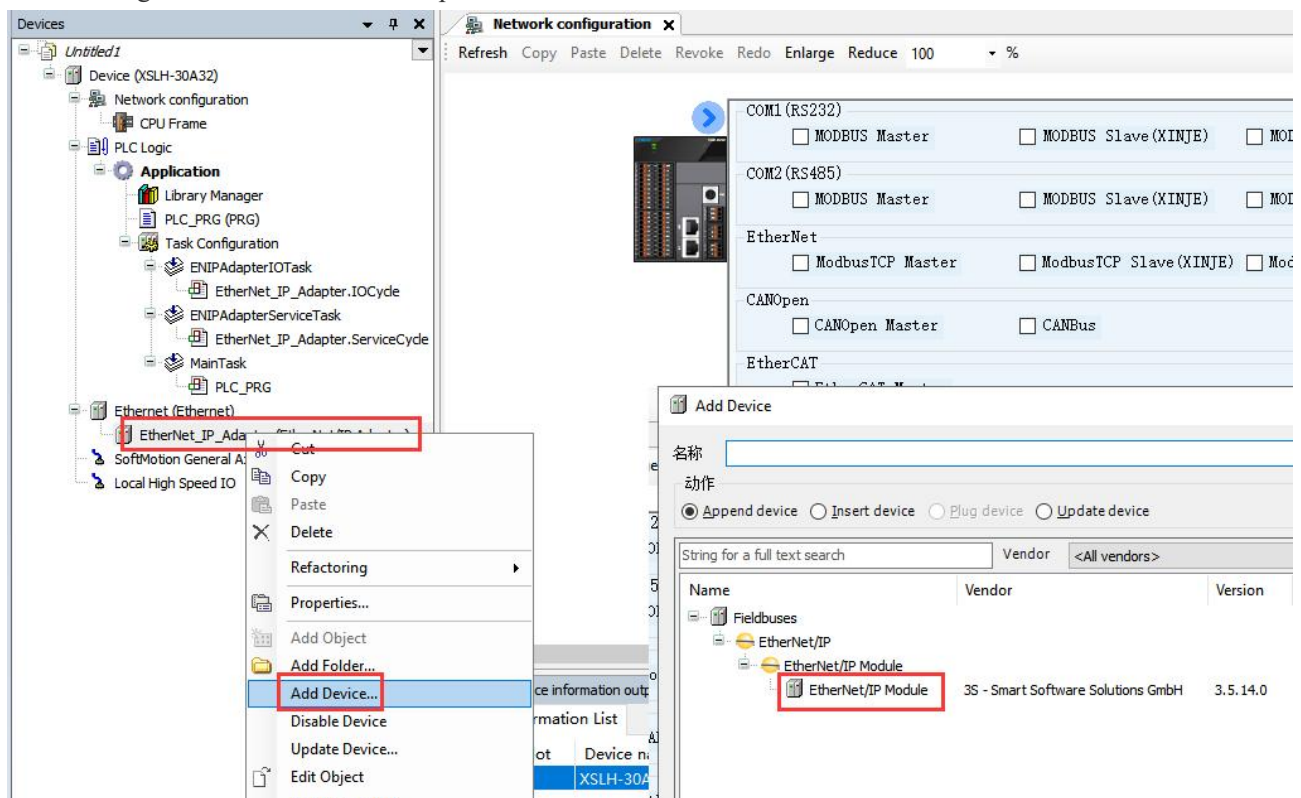 Devices
Untitled1
Device (XSLH-30A32)
Network configuration
CPU Frame
PLC Logic
Application
Library Manager
PLC_PRG (PRG)
Task Configuration
ENIPAdapterIOTask
EtherNet_IP_Adapter.IOCycle
ENIPAdapterServiceTask
EtherNet_IP_Adapter.ServiceCycle
MainTask
PLC_PRG
Ethernet (Ethernet)
SoftMotion General A
Local High Speed IO
Cut
Copy
Paste
Delete
Refactoring
Properties...
Add Object
Add Folder...
Add Device...
Disable Device
Update Device...
Edit Object
Network configuration
Refresh Copy Paste Delete Revoke Redo Enlarge Reduce 100 %
COM1(RS232)
MODBUS Master MODBUS Slave(XINJE) MOD
COM2(RS485)
MODBUS Master MODBUS Slave(XINJE) MOD
EtherNet
ModbusTCP Master ModbusTCP Slave(XINJE) Mod
CANOpen
CANOpen Master CANBus
EtherCAT
ce information outp
rmation List
ot Device na
XSLH-30A
Add Device
名称
动作
Append device Insert device Plug device Update device
String for a full text search Vendor <All vendors>
Name Vendor Version
Fieldbuses
EtherNet/IP
EtherNet/IP Module
EtherNet/IP Module 3S - Smart Software Solutions GmbH 3.5.14.0